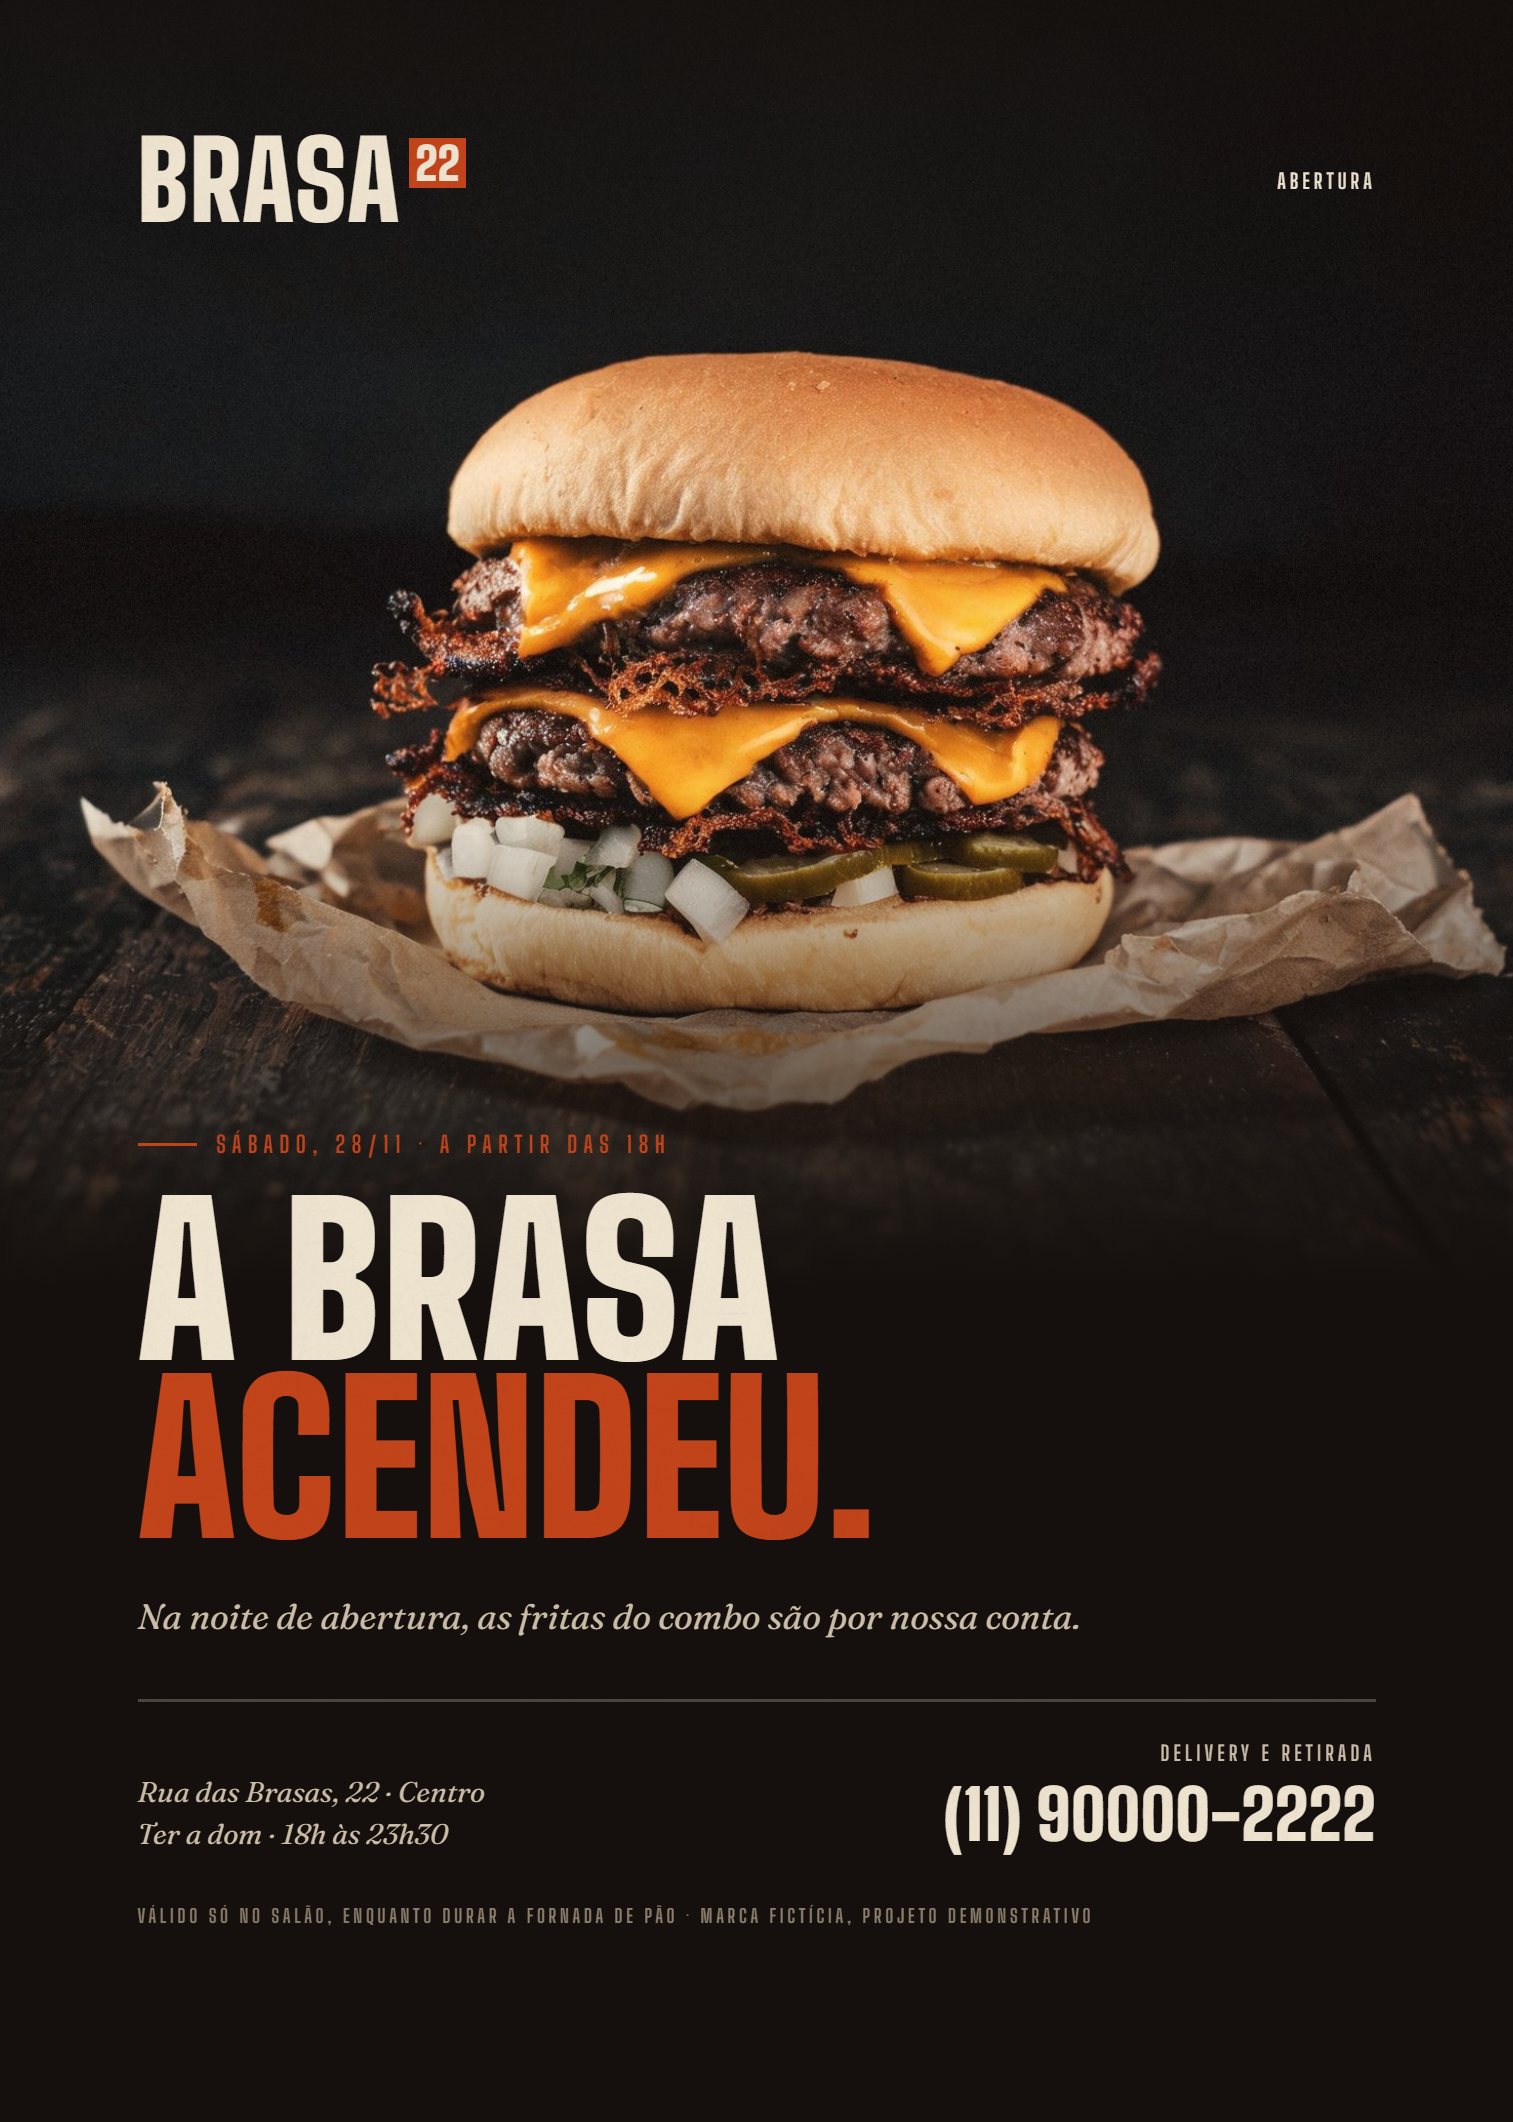 BRASA 22
ABERTURA
SÁBADO, 28/11 · A PARTIR DAS 18H
A BRASA
ACENDEU.
Na noite de abertura, as fritas do combo são por nossa conta.
DELIVERY E RETIRADA
Rua das Brasas, 22 · Centro
Ter a dom · 18h às 23h30
(11) 90000-2222
VÁLIDO SÓ NO SALÃO, ENQUANTO DURAR A FORNADA DE PÃO · MARCA FICTÍCIA, PROJETO DEMONSTRATIVO